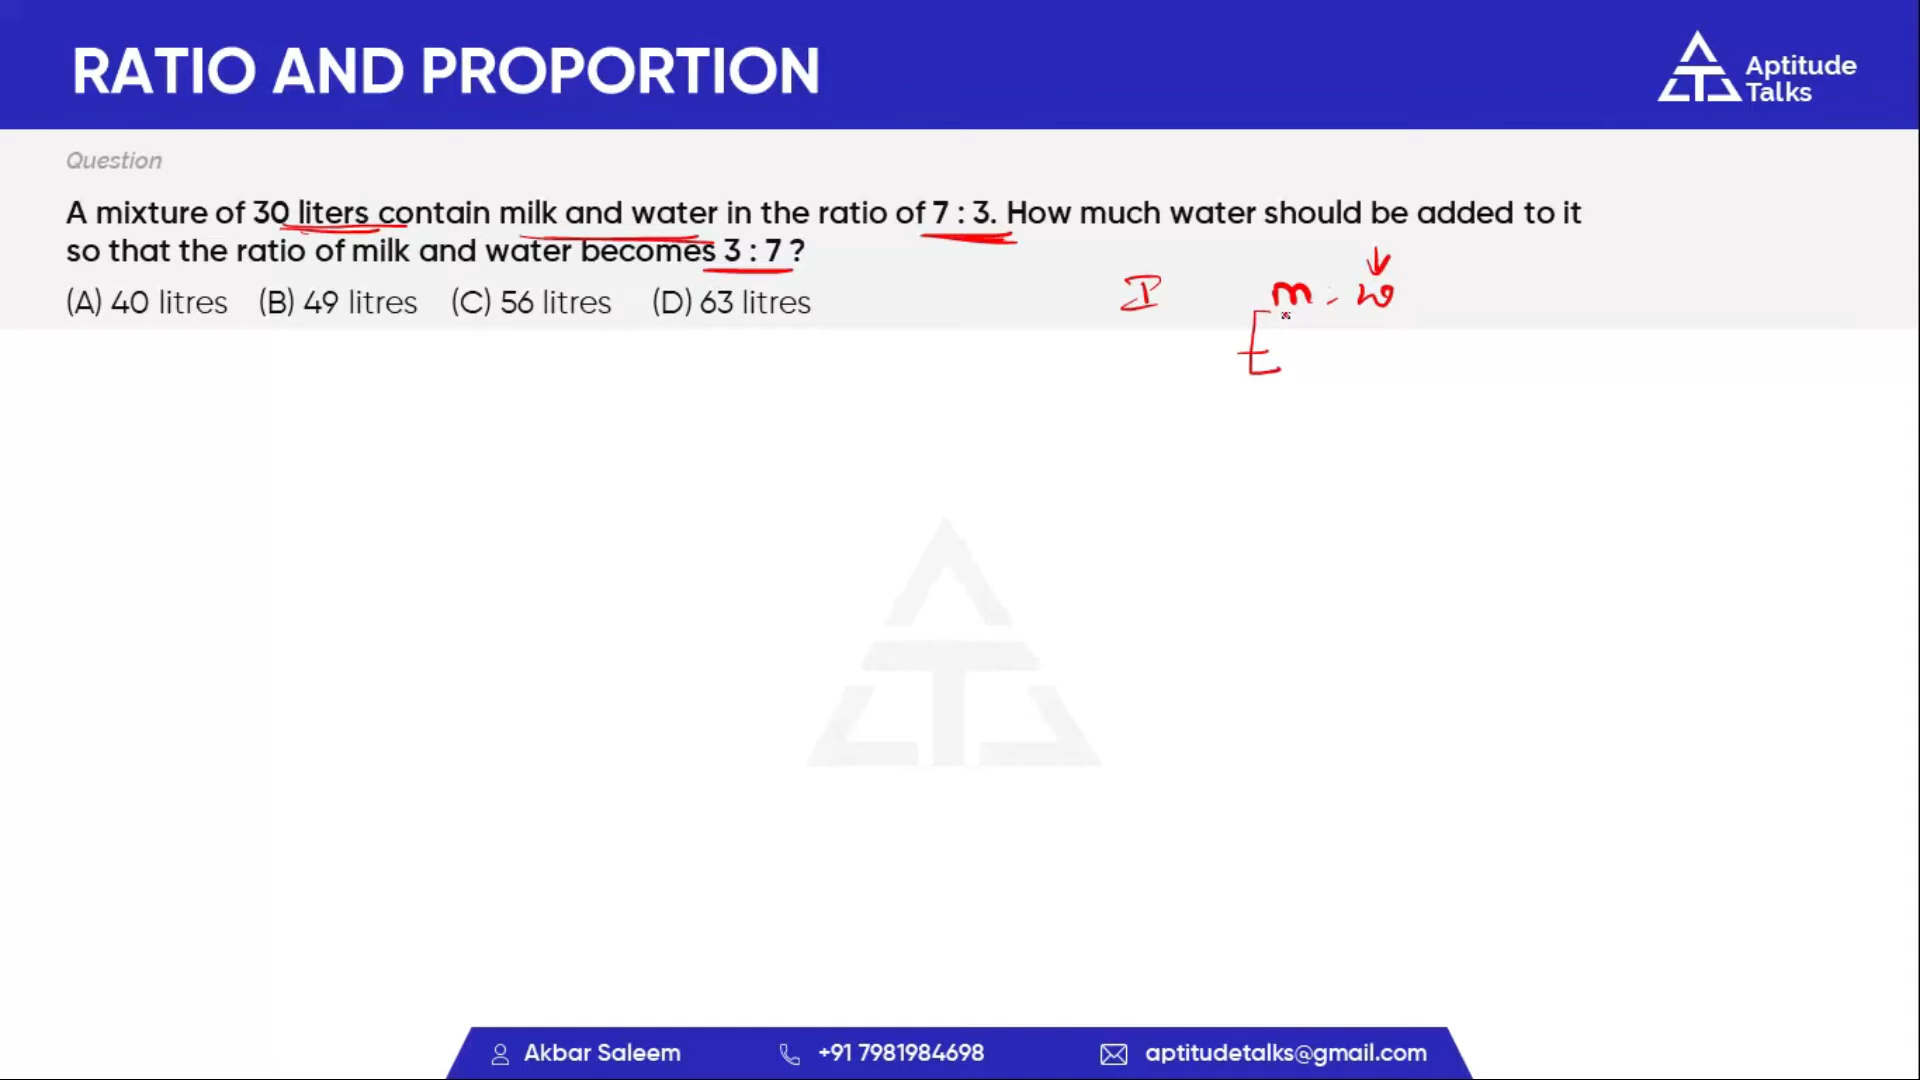 RATIO AND PROPORTION
Aptitude
Talks
Question
A mixture of 30 liters contain milk and water in the ratio of 7 : 3. How much water should be added to it
so that the ratio of milk and water becomes 3 : 7 ?
(A) 40 litres (B) 49 litres (C) 56 litres (D) 63 litres
I m : w
Akbar Saleem +91 7981984698 aptitudetalks@gmail.com